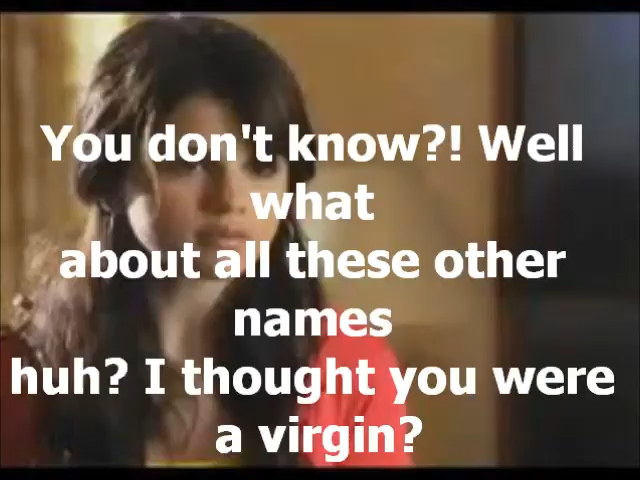 You don't know?! Well
what
about all these other
names
huh? I thought you were
a virgin?